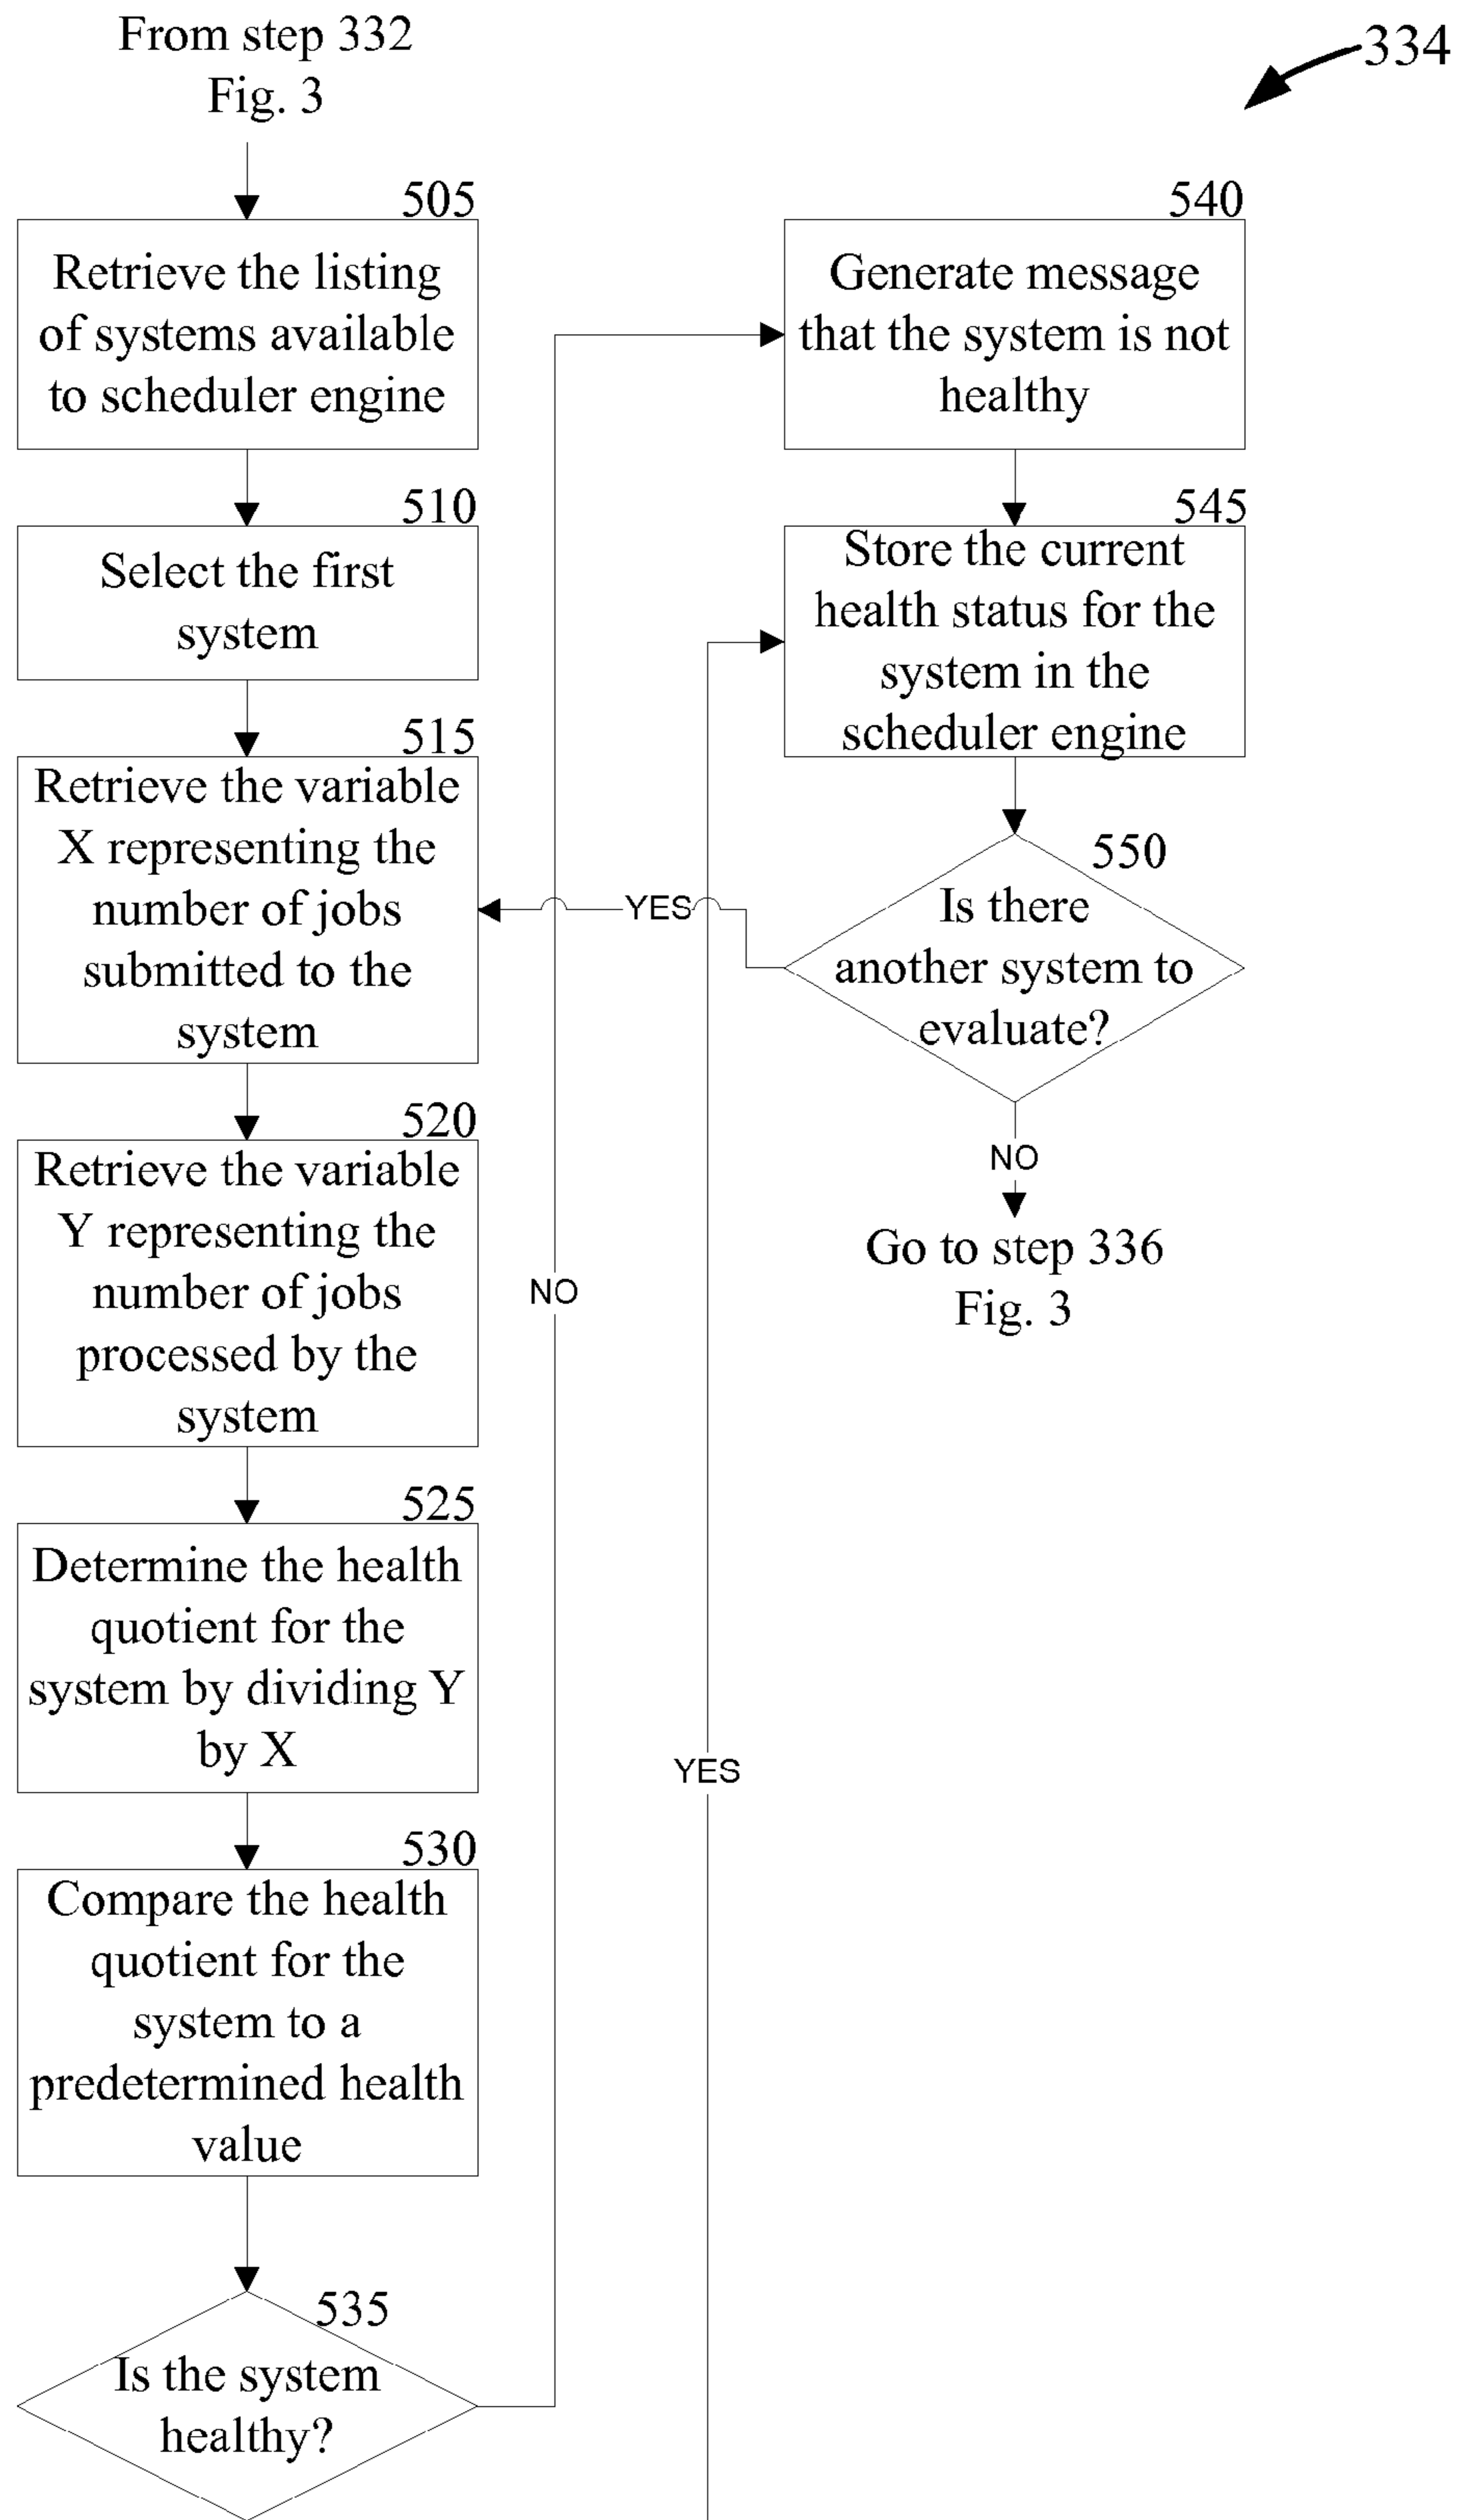 From step 332
Fig. 3
334
505
Retrieve the listing
of systems available
to scheduler engine
510
Select the first
system
515
Retrieve the variable
X representing the
number of jobs
submitted to the
system
520
Retrieve the variable
Y representing the
number of jobs
processed by the
system
525
Determine the health
quotient for the
system by dividing Y
by X
530
Compare the health
quotient for the
system to a
predetermined health
value
535
Is the system
healthy?
NO
YES
540
Generate message
that the system is not
healthy
545
Store the current
health status for the
system in the
scheduler engine
550
Is there
another system to
evaluate?
YES
NO
Go to step 336
Fig. 3